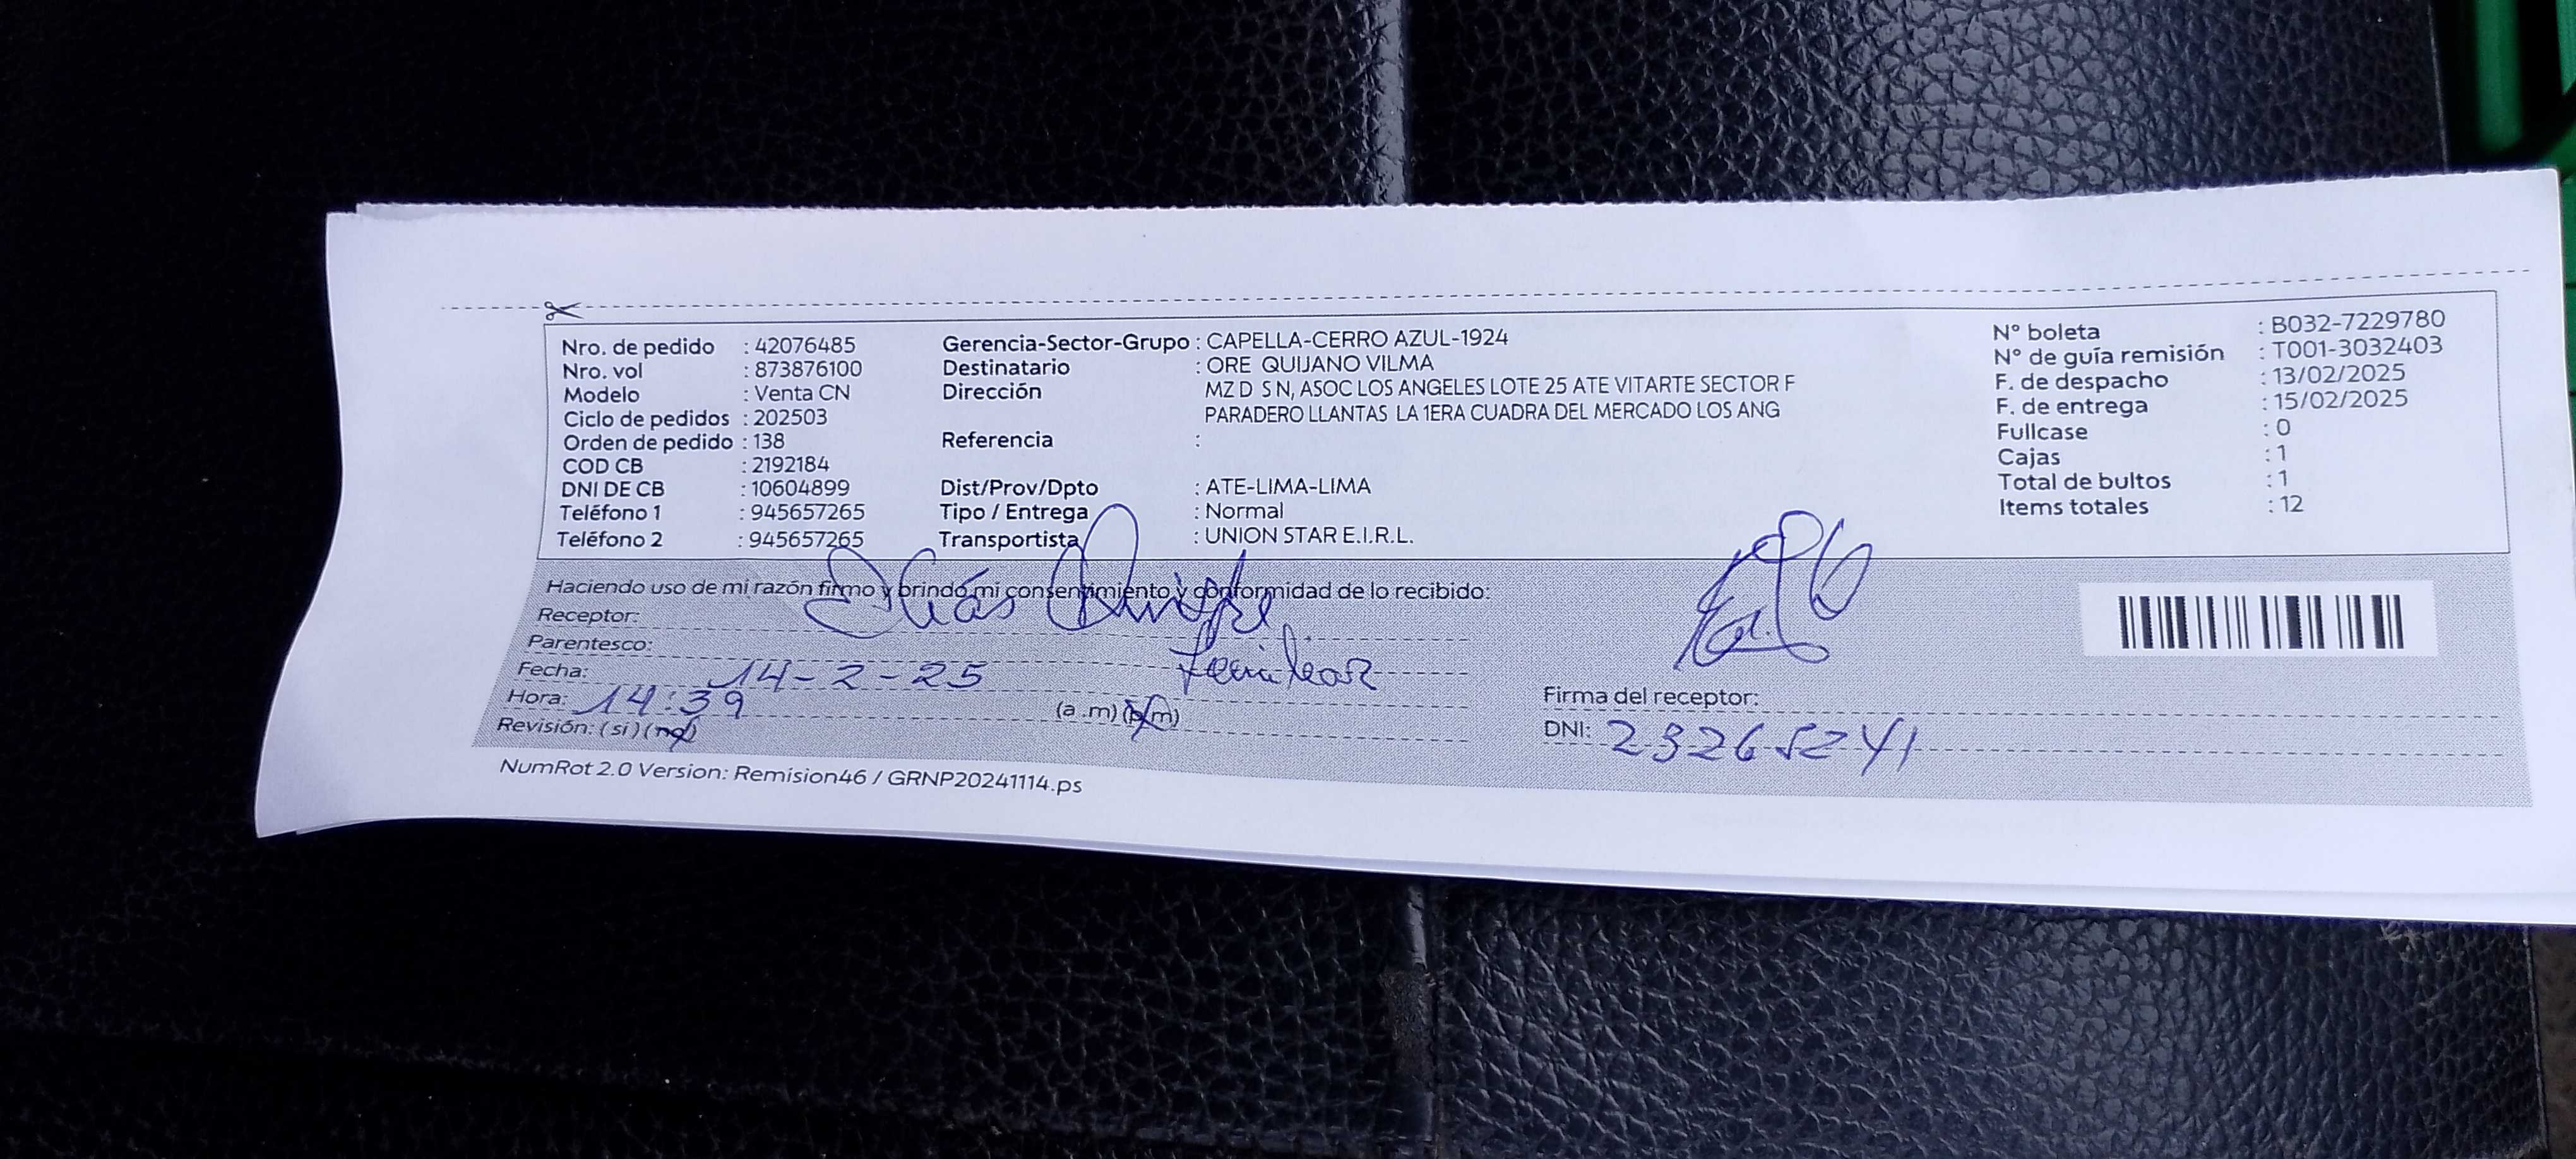 Nro. de pedido : 42076485
Nro. vol : 873876100
Modelo : Venta CN
Ciclo de pedidos : 202503
Orden de pedido : 138
COD CB : 2192184
DNI DE CB : 10604899
Teléfono 1 : 945657265
Teléfono 2 : 945657265
Gerencia-Sector-Grupo : CAPELLA-CERRO AZUL-1924
Destinatario : ORE QUIJANO VILMA
Dirección MZ D S N, ASOC LOS ANGELES LOTE 25 ATE VITARTE SECTOR F
PARADERO LLANTAS LA 1ERA CUADRA DEL MERCADO LOS ANG
Referencia :
Dist/Prov/Dpto : ATE-LIMA-LIMA
Tipo / Entrega : Normal
Transportista : UNION STAR E.I.R.L.
N° boleta : B032-7229780
N° de guía remisión : T001-3032403
F. de despacho : 13/02/2025
F. de entrega : 15/02/2025
Fullcase : 0
Cajas : 1
Total de bultos : 1
Items totales : 12
Haciendo uso de mi razón firmo y brindo mi consentimiento y conformidad de lo recibido:
Receptor:
Parentesco: familiar
Fecha: 14-2-25
Hora: 14:39 (a .m) (p.m)
Revisión: (si) (no)
Firma del receptor:
DNI: 23265241
NumRot 2.0 Version: Remision46 / GRNP20241114.ps